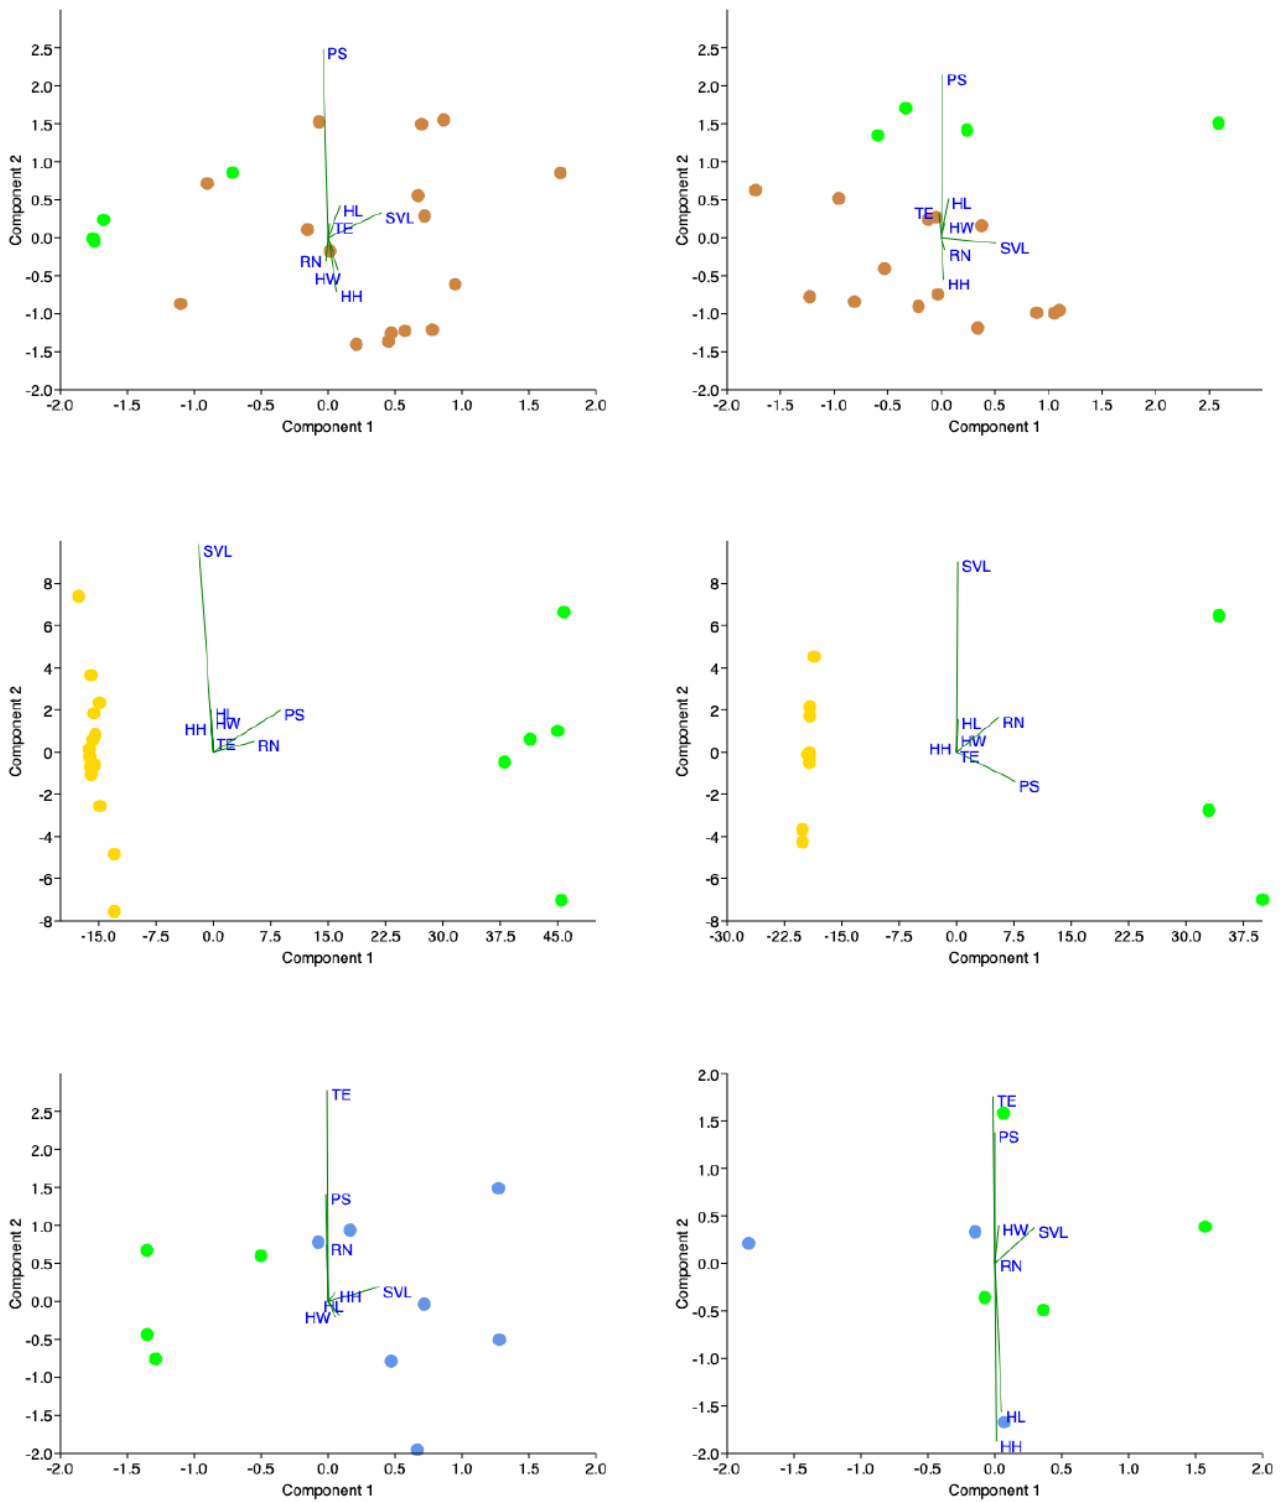 2.5
2.0
1.5
1.0
0.5
0.0
-0.5
-1.0
-1.5
-2.0
Component 2
PS
HL
SVL
TE
RN
HW
HH
-2.0 -1.5 -1.0 -0.5 0.0 0.5 1.0 1.5 2.0
Component 1
2.5
2.0
1.5
1.0
0.5
0.0
-0.5
-1.0
-1.5
-2.0
Component 2
PS
HL
TE
HW
SVL
RN
HH
-2.0 -1.5 -1.0 -0.5 0.0 0.5 1.0 1.5 2.0 2.5
Component 1
8
6
4
2
0
-2
-4
-6
-8
Component 2
SVL
HL
PS
HW
HH
TE
RN
-15.0 -7.5 0.0 7.5 15.0 22.5 30.0 37.5 45.0
Component 1
8
6
4
2
0
-2
-4
-6
-8
Component 2
SVL
HL
RN
HW
HH
TE
PS
-30.0 -22.5 -15.0 -7.5 0.0 7.5 15.0 22.5 30.0 37.5
Component 1
2.5
2.0
1.5
1.0
0.5
0.0
-0.5
-1.0
-1.5
-2.0
Component 2
TE
PS
RN
SVL
HH
HL
HW
-2.0 -1.5 -1.0 -0.5 0.0 0.5 1.0 1.5 2.0
Component 1
2.0
1.5
1.0
0.5
0.0
-0.5
-1.0
-1.5
-2.0
Component 2
TE
PS
HW
SVL
RN
HL
HH
-2.0 -1.5 -1.0 -0.5 0.0 0.5 1.0 1.5 2.0
Component 1